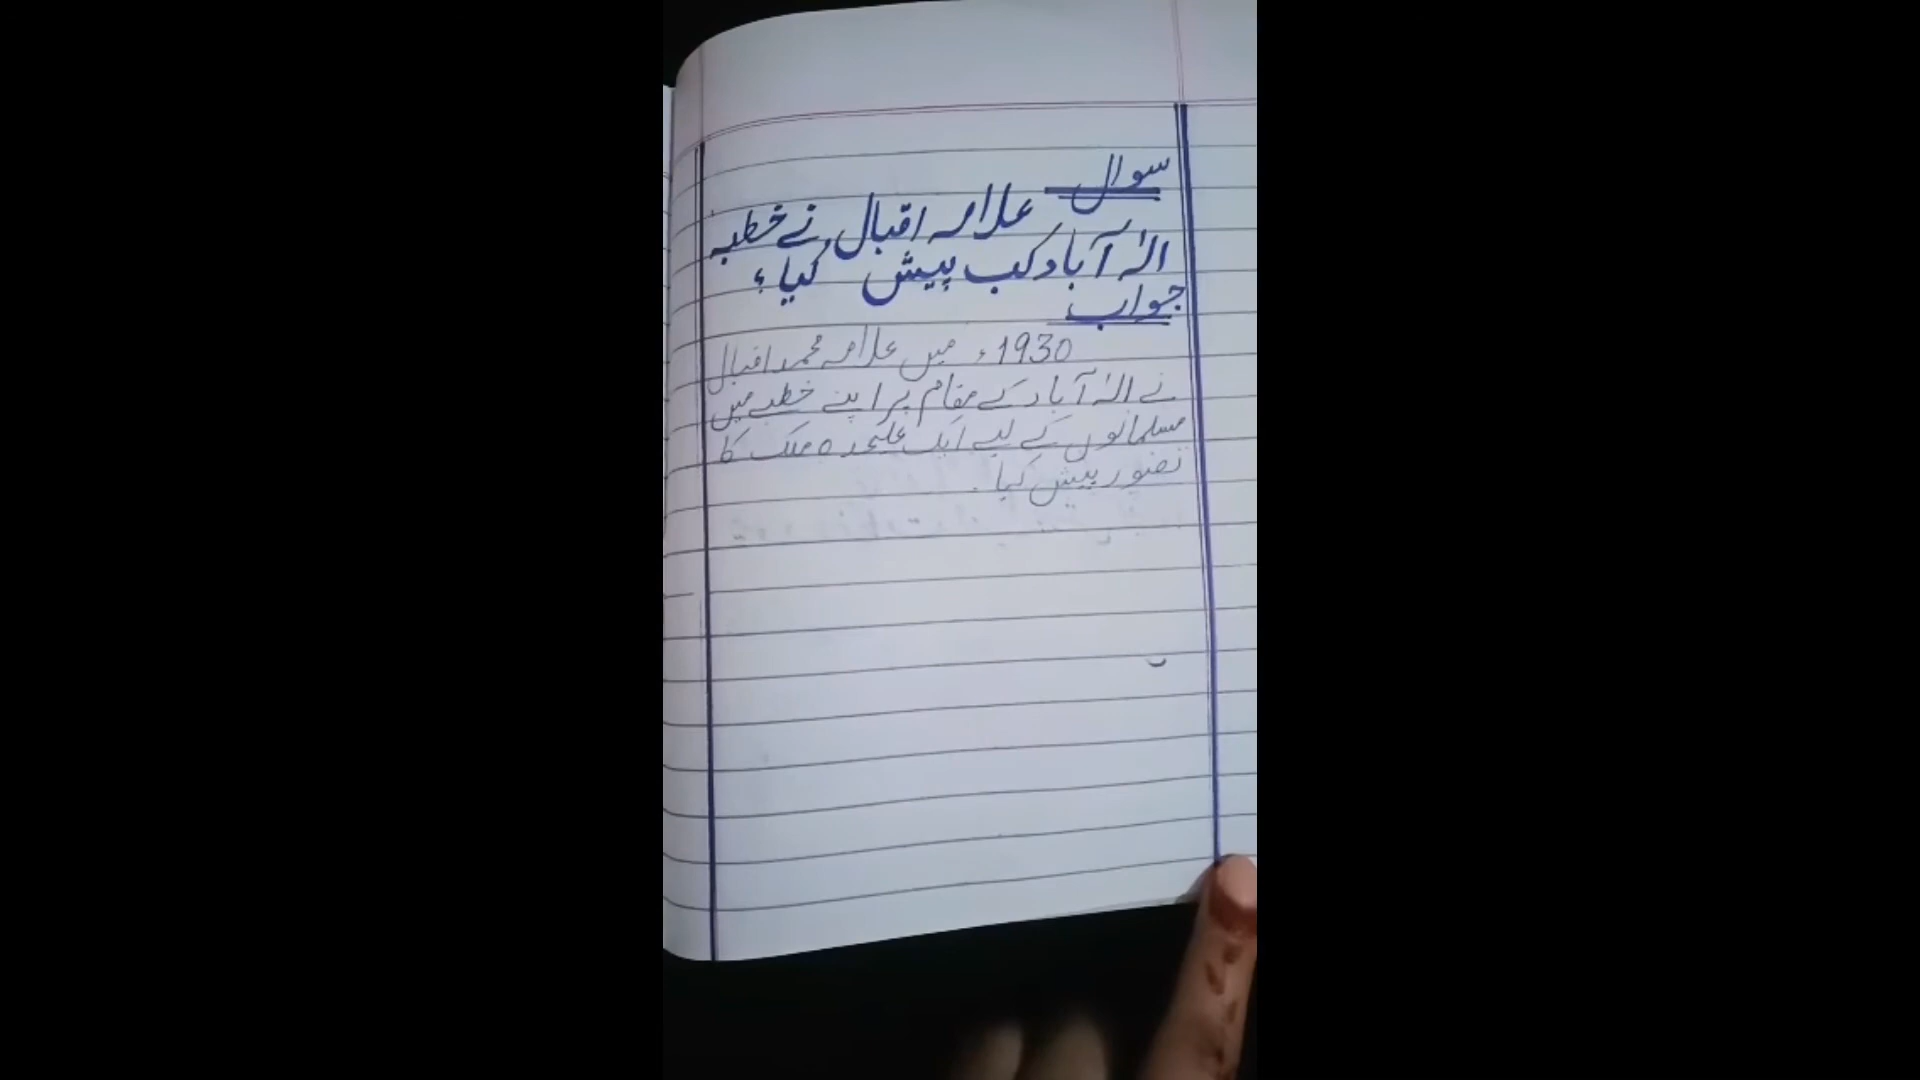 سوال
علامہ اقبال نے خطبہ
الہٰ آباد کب پیش کیا؟
جواب
1930ء میں علامہ محمد اقبال
نے الہٰ آباد کے مقام پر اپنے خطبے میں
مسلمانوں کے لیے ایک علیحدہ ملک کا
تصور پیش کیا۔